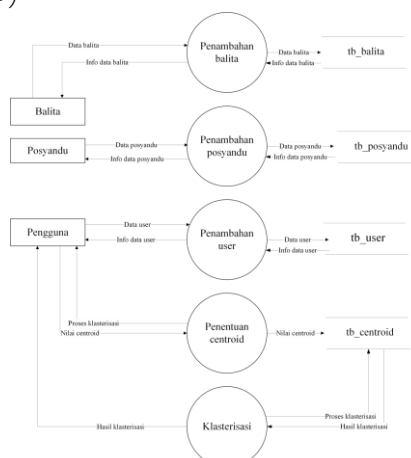 Data balita
Info data balita
Penambahan
balita
Data balita
Info data balita
tb_balita
Balita
Posyandu
Data posyandu
Info data posyandu
Penambahan
posyandu
Data posyandu
Info data posyandu
tb_posyandu
Pengguna
Data user
Info data user
Penambahan
user
Data user
Info data user
tb_user
Proses klasterisasi
Nilai centroid
Penentuan
centroid
Nilai centroid
tb_centroid
Hasil klasterisasi
Klasterisasi
Proses klasterisasi
Hasil klasterisasi